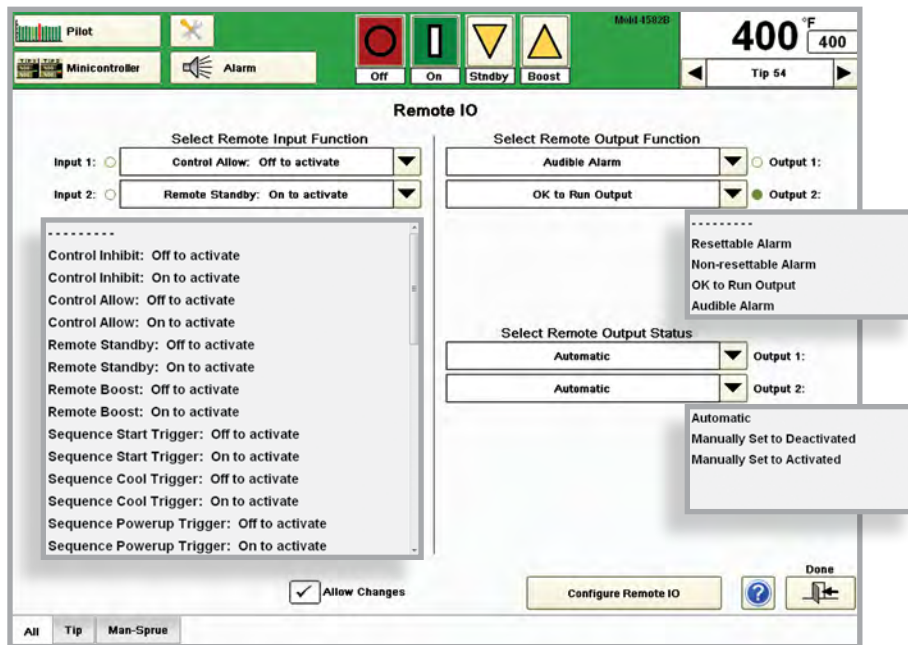 Pilot
Minicontroller
Alarm
Off
On
Stndby
Boost
Mold 4582B
400 °F
400
Tip 54
Remote IO
Select Remote Input Function
Input 1:
Control Allow: Off to activate
Input 2:
Remote Standby: On to activate
---------
Control Inhibit: Off to activate
Control Inhibit: On to activate
Control Allow: Off to activate
Control Allow: On to activate
Remote Standby: Off to activate
Remote Standby: On to activate
Remote Boost: Off to activate
Remote Boost: On to activate
Sequence Start Trigger: Off to activate
Sequence Start Trigger: On to activate
Sequence Cool Trigger: Off to activate
Sequence Cool Trigger: On to activate
Sequence Powerup Trigger: Off to activate
Sequence Powerup Trigger: On to activate
Select Remote Output Function
Audible Alarm
Output 1:
OK to Run Output
Output 2:
---------
Resettable Alarm
Non-resettable Alarm
OK to Run Output
Audible Alarm
Select Remote Output Status
Automatic
Output 1:
Automatic
Output 2:
Automatic
Manually Set to Deactivated
Manually Set to Activated
Allow Changes
Configure Remote IO
?
Done
All
Tip
Man-Sprue